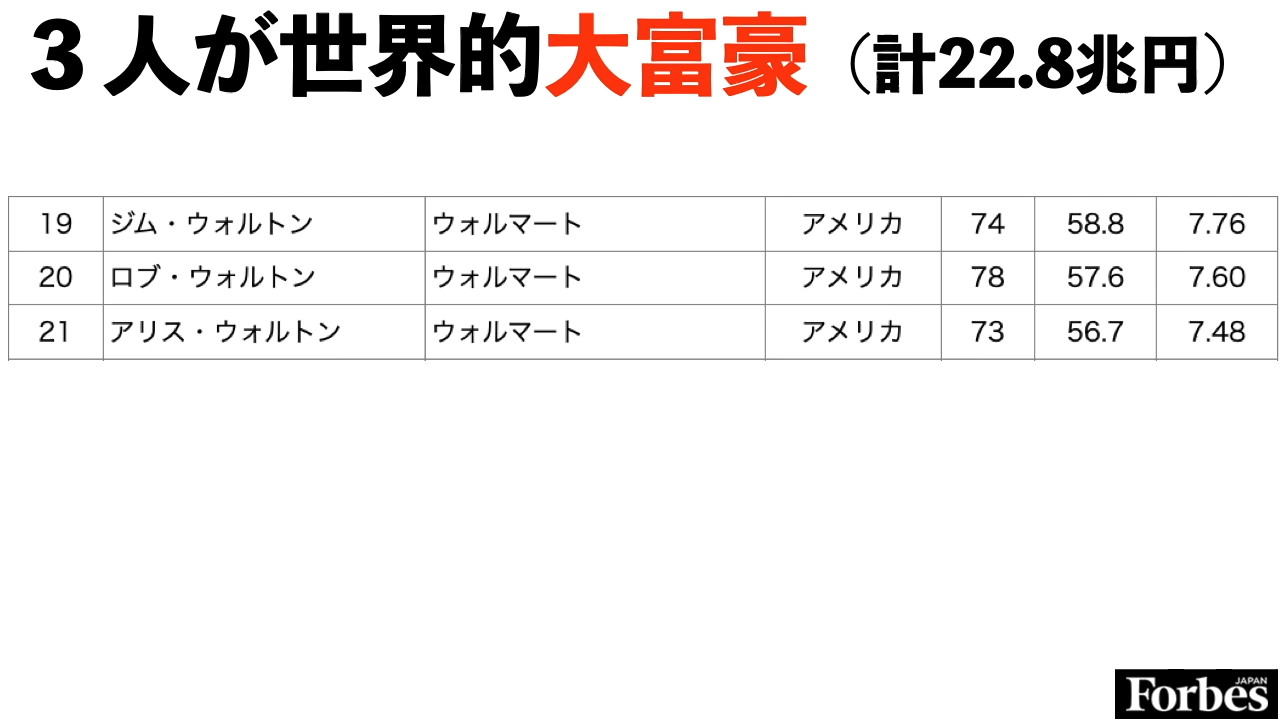 3人が世界的大富豪（計22.8兆円）
19 ジム・ウォルトン ウォルマート アメリカ 74 58.8 7.76
20 ロブ・ウォルトン ウォルマート アメリカ 78 57.6 7.60
21 アリス・ウォルトン ウォルマート アメリカ 73 56.7 7.48
Forbes JAPAN